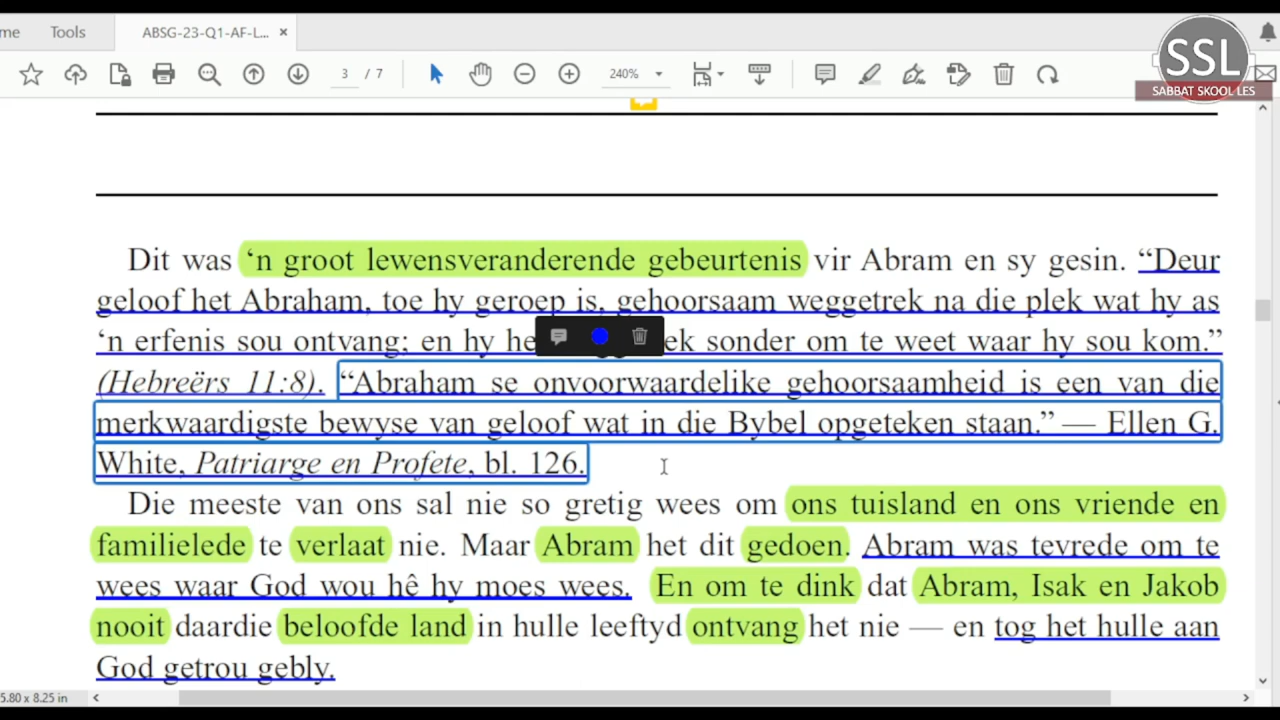 me Tools ABSG-23-Q1-AF-L... ×
SSL
SABBAT SKOOL LES
3 / 7 240%
Dit was ‘n groot lewensveranderende gebeurtenis vir Abram en sy gesin. “Deur
geloof het Abraham, toe hy geroep is, gehoorsaam weggetrek na die plek wat hy as
‘n erfenis sou ontvang; en hy he ek sonder om te weet waar hy sou kom.”
(Hebreërs 11:8). “Abraham se onvoorwaardelike gehoorsaamheid is een van die
merkwaardigste bewyse van geloof wat in die Bybel opgeteken staan.” — Ellen G.
White, Patriarge en Profete, bl. 126.
Die meeste van ons sal nie so gretig wees om ons tuisland en ons vriende en
familielede te verlaat nie. Maar Abram het dit gedoen. Abram was tevrede om te
wees waar God wou hê hy moes wees. En om te dink dat Abram, Isak en Jakob
nooit daardie beloofde land in hulle leeftyd ontvang het nie — en tog het hulle aan
God getrou gebly.
5.80 x 8.25 in